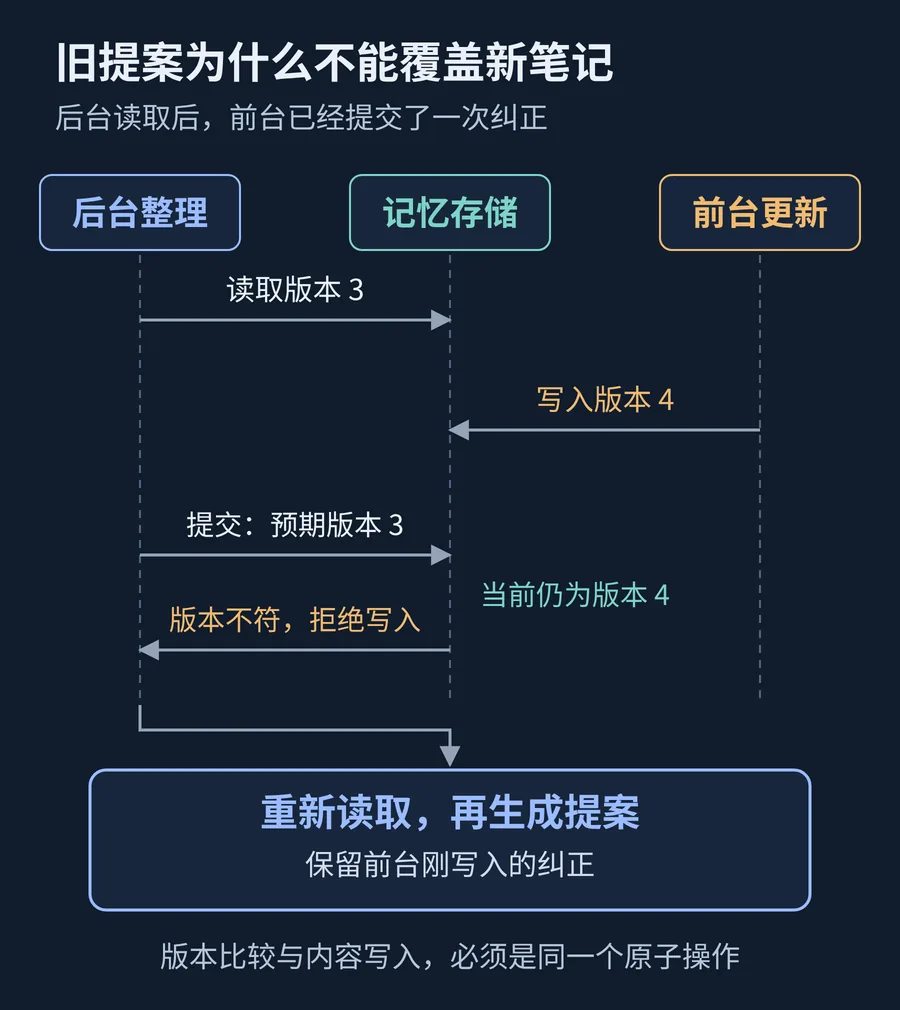 旧提案为什么不能覆盖新笔记
后台读取后，前台已经提交了一次纠正
后台整理
记忆存储
前台更新
读取版本 3
写入版本 4
提交：预期版本 3
当前仍为版本 4
版本不符，拒绝写入
重新读取，再生成提案
保留前台刚写入的纠正
版本比较与内容写入，必须是同一个原子操作